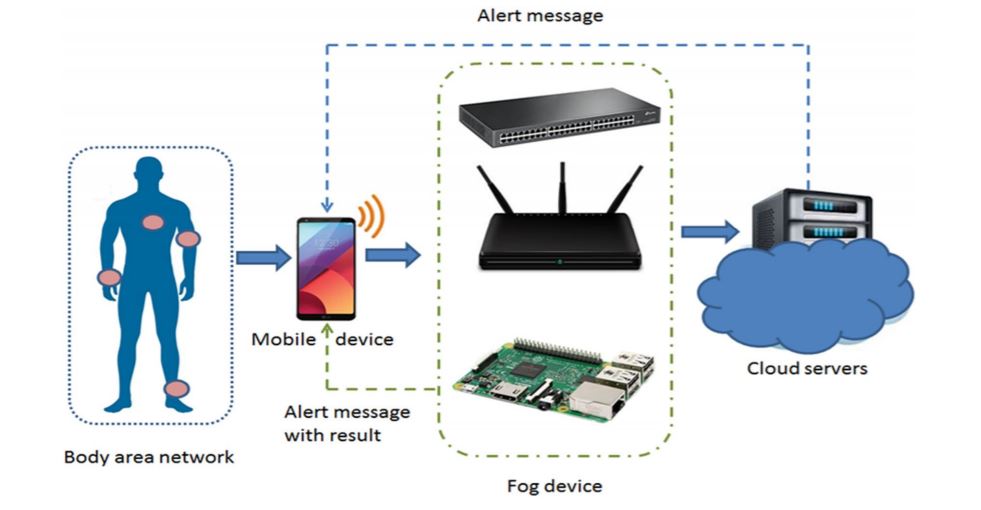 Alert message
Mobile device
Alert message
with result
Body area network
Fog device
Cloud servers